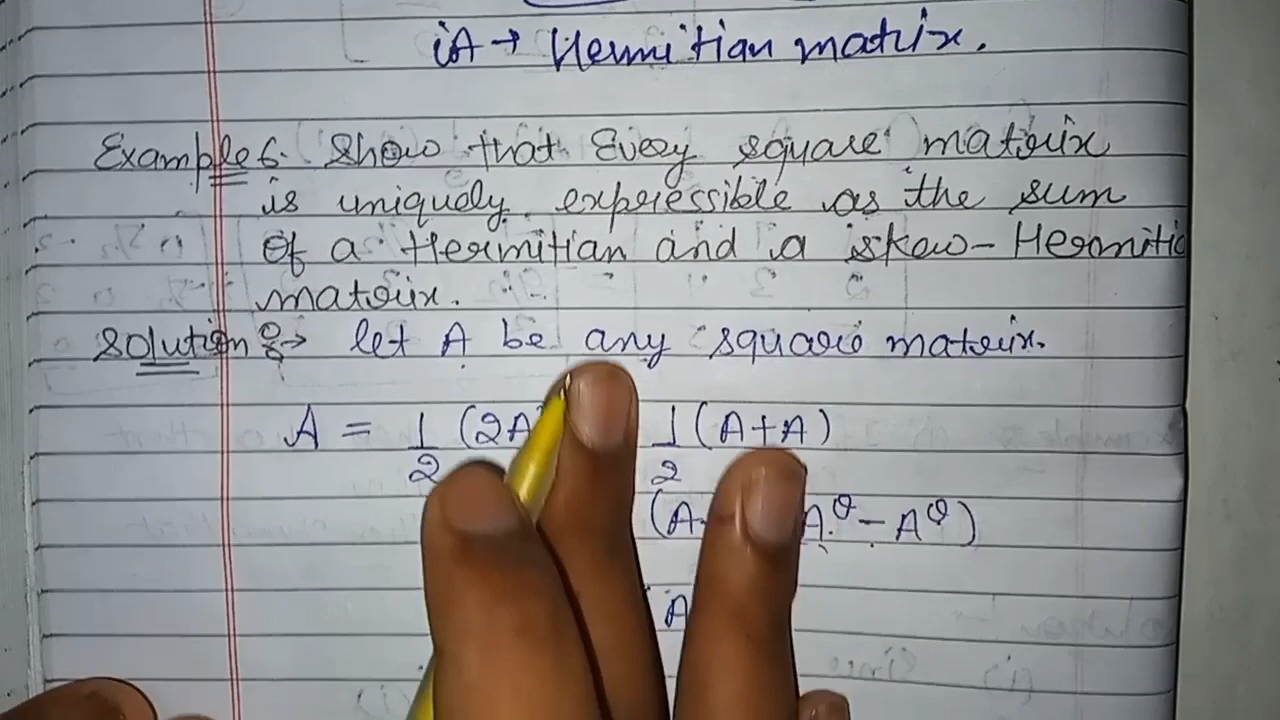 iA → Hermitian matrix.
Example 6. Show that Every square matrix
is uniquely expressible as the sum
of a Hermitian and a skew-Hermitia
matrix.
Solution :→ let A be any square matrix.
A = 1/2 (2A 1/2 (A+A)
(A A^θ - A^θ)
A